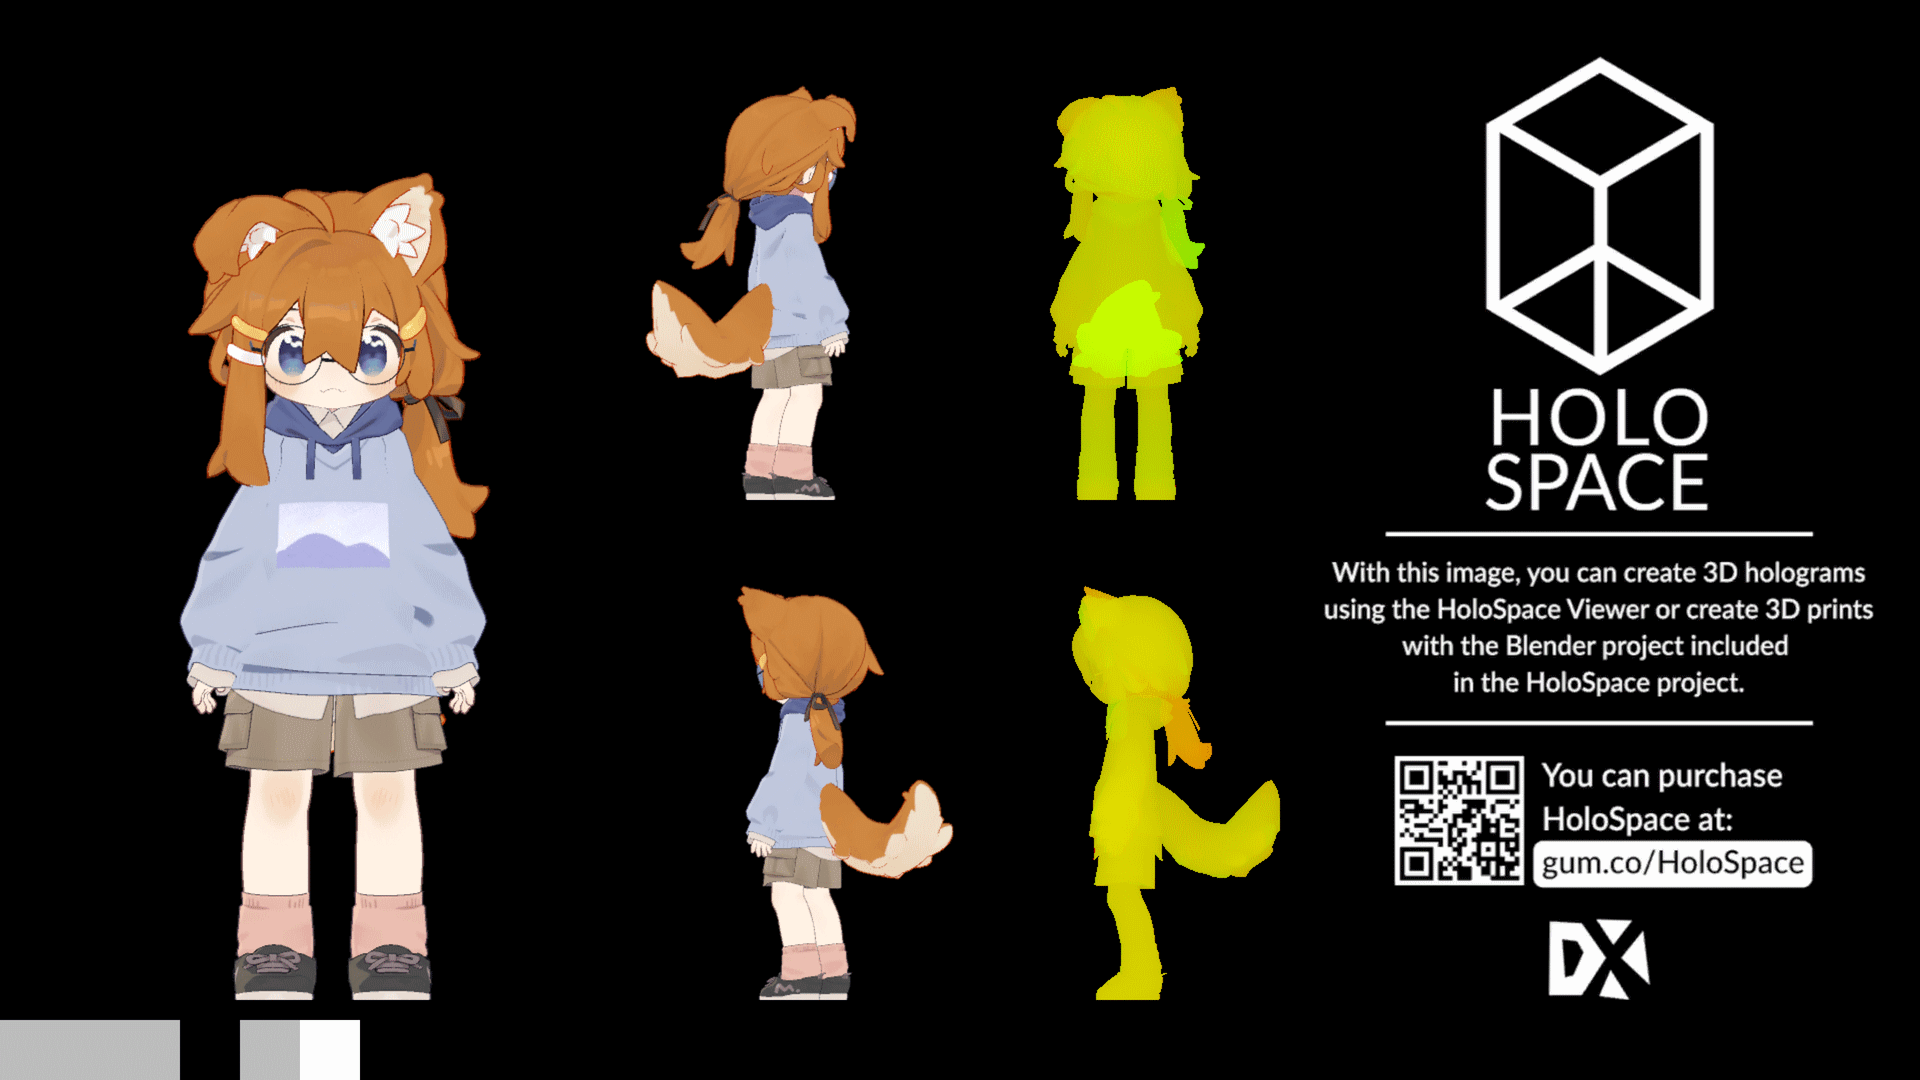 HOLO
SPACE
With this image, you can create 3D holograms
using the HoloSpace Viewer or create 3D prints
with the Blender project included
in the HoloSpace project.
You can purchase
HoloSpace at:
gum.co/HoloSpace
DX